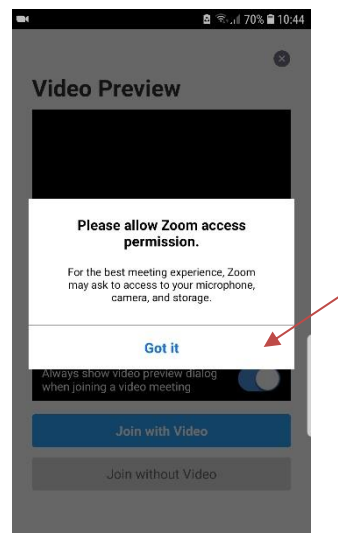 70% 10:44
Video Preview
Please allow Zoom access
permission.
For the best meeting experience, Zoom
may ask to access to your microphone,
camera, and storage.
Got it
Always show video preview dialog
when joining a video meeting
Join with Video
Join without Video